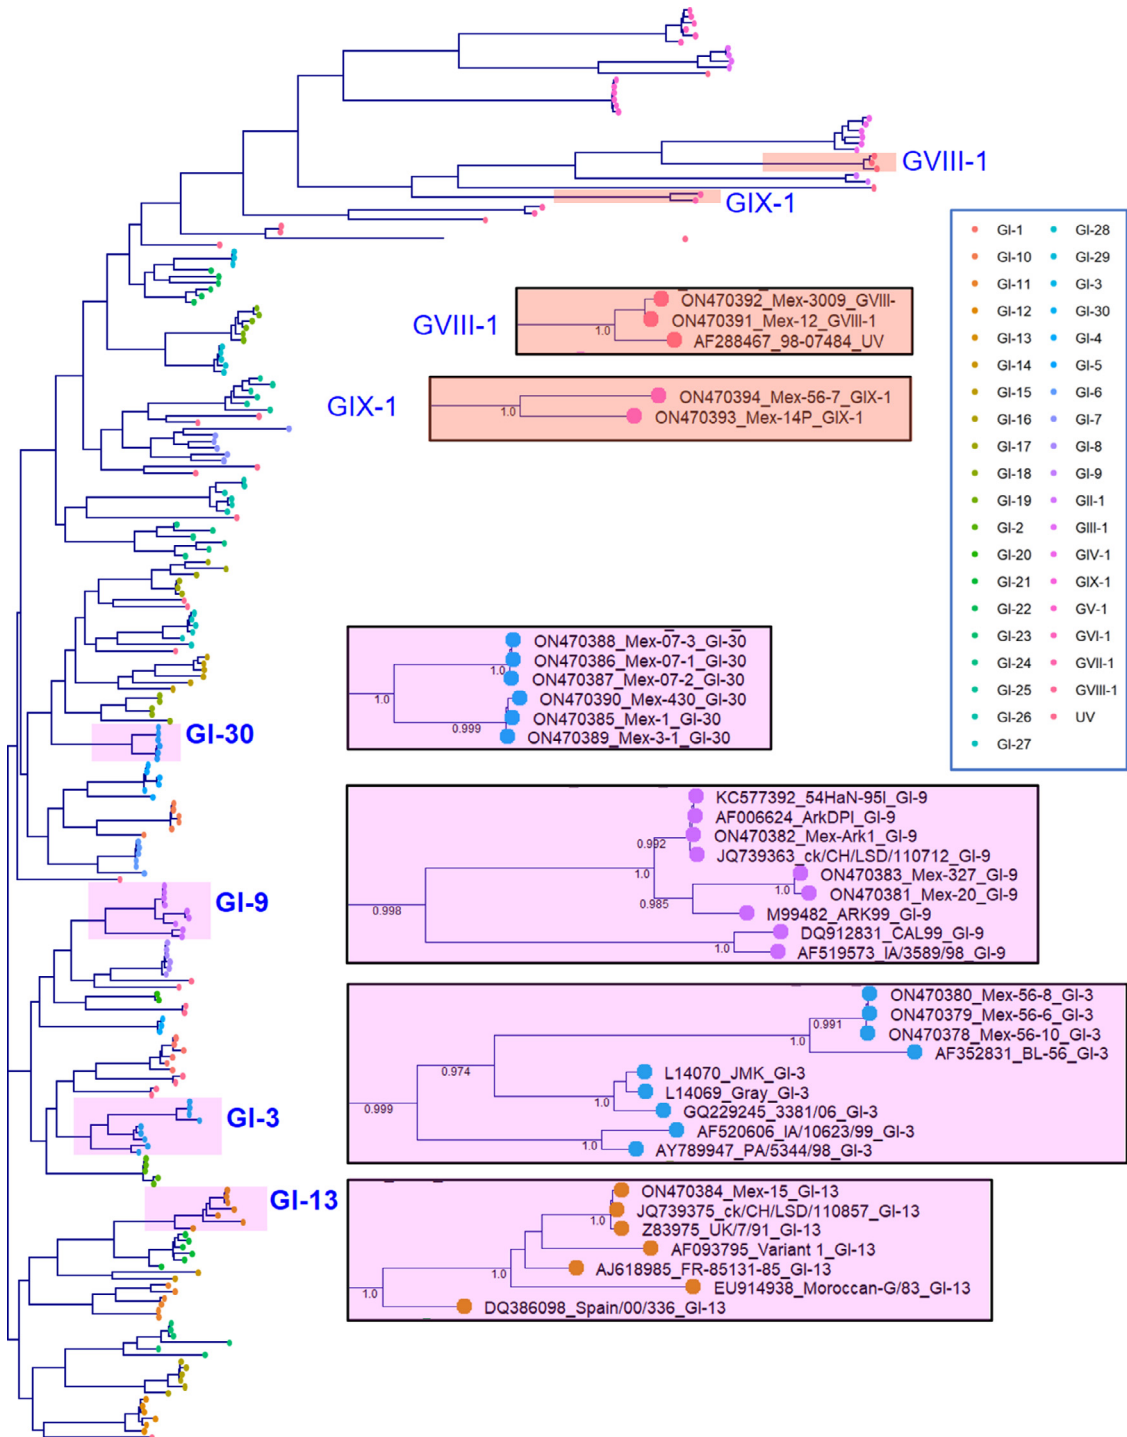 GVIII-1
GIX-1
GI-1
GI-10
GI-11
GI-12
GI-13
GI-14
GI-15
GI-16
GI-17
GI-18
GI-19
GI-2
GI-20
GI-21
GI-22
GI-23
GI-24
GI-25
GI-26
GI-27
GI-28
GI-29
GI-3
GI-30
GI-4
GI-5
GI-6
GI-7
GI-8
GI-9
GII-1
GIII-1
GIV-1
GIX-1
GV-1
GVI-1
GVII-1
GVIII-1
UV
GVIII-1
ON470392_Mex-3009_GVIII-
ON470391_Mex-12_GVIII-1
1.0
AF288467_98-07484_UV
GIX-1
ON470394_Mex-56-7_GIX-1
1.0
ON470393_Mex-14P_GIX-1
GI-30
ON470388_Mex-07-3_GI-30
ON470386_Mex-07-1_GI-30
1.0
ON470387_Mex-07-2_GI-30
1.0
ON470390_Mex-430_GI-30
ON470385_Mex-1_GI-30
0.999
ON470389_Mex-3-1_GI-30
GI-9
KC577392_54HaN-95I_GI-9
AF006624_ArkDPI_GI-9
ON470382_Mex-Ark1_GI-9
0.992
JQ739363_ck/CH/LSD/110712_GI-9
1.0
ON470383_Mex-327_GI-9
1.0
ON470381_Mex-20_GI-9
0.985
0.998
M99482_ARK99_GI-9
DQ912831_CAL99_GI-9
1.0
AF519573_IA/3589/98_GI-9
GI-3
ON470380_Mex-56-8_GI-3
ON470379_Mex-56-6_GI-3
0.991
ON470378_Mex-56-10_GI-3
1.0
AF352831_BL-56_GI-3
0.974
L14070_JMK_GI-3
L14069_Gray_GI-3
1.0
0.999
GQ229245_3381/06_GI-3
AF520606_IA/10623/99_GI-3
1.0
AY789947_PA/5344/98_GI-3
GI-13
ON470384_Mex-15_GI-13
JQ739375_ck/CH/LSD/110857_GI-13
1.0
Z83975_UK/7/91_GI-13
AF093795_Variant 1_GI-13
AJ618985_FR-85131-85_GI-13
1.0
EU914938_Moroccan-G/83_GI-13
1.0
DQ386098_Spain/00/336_GI-13